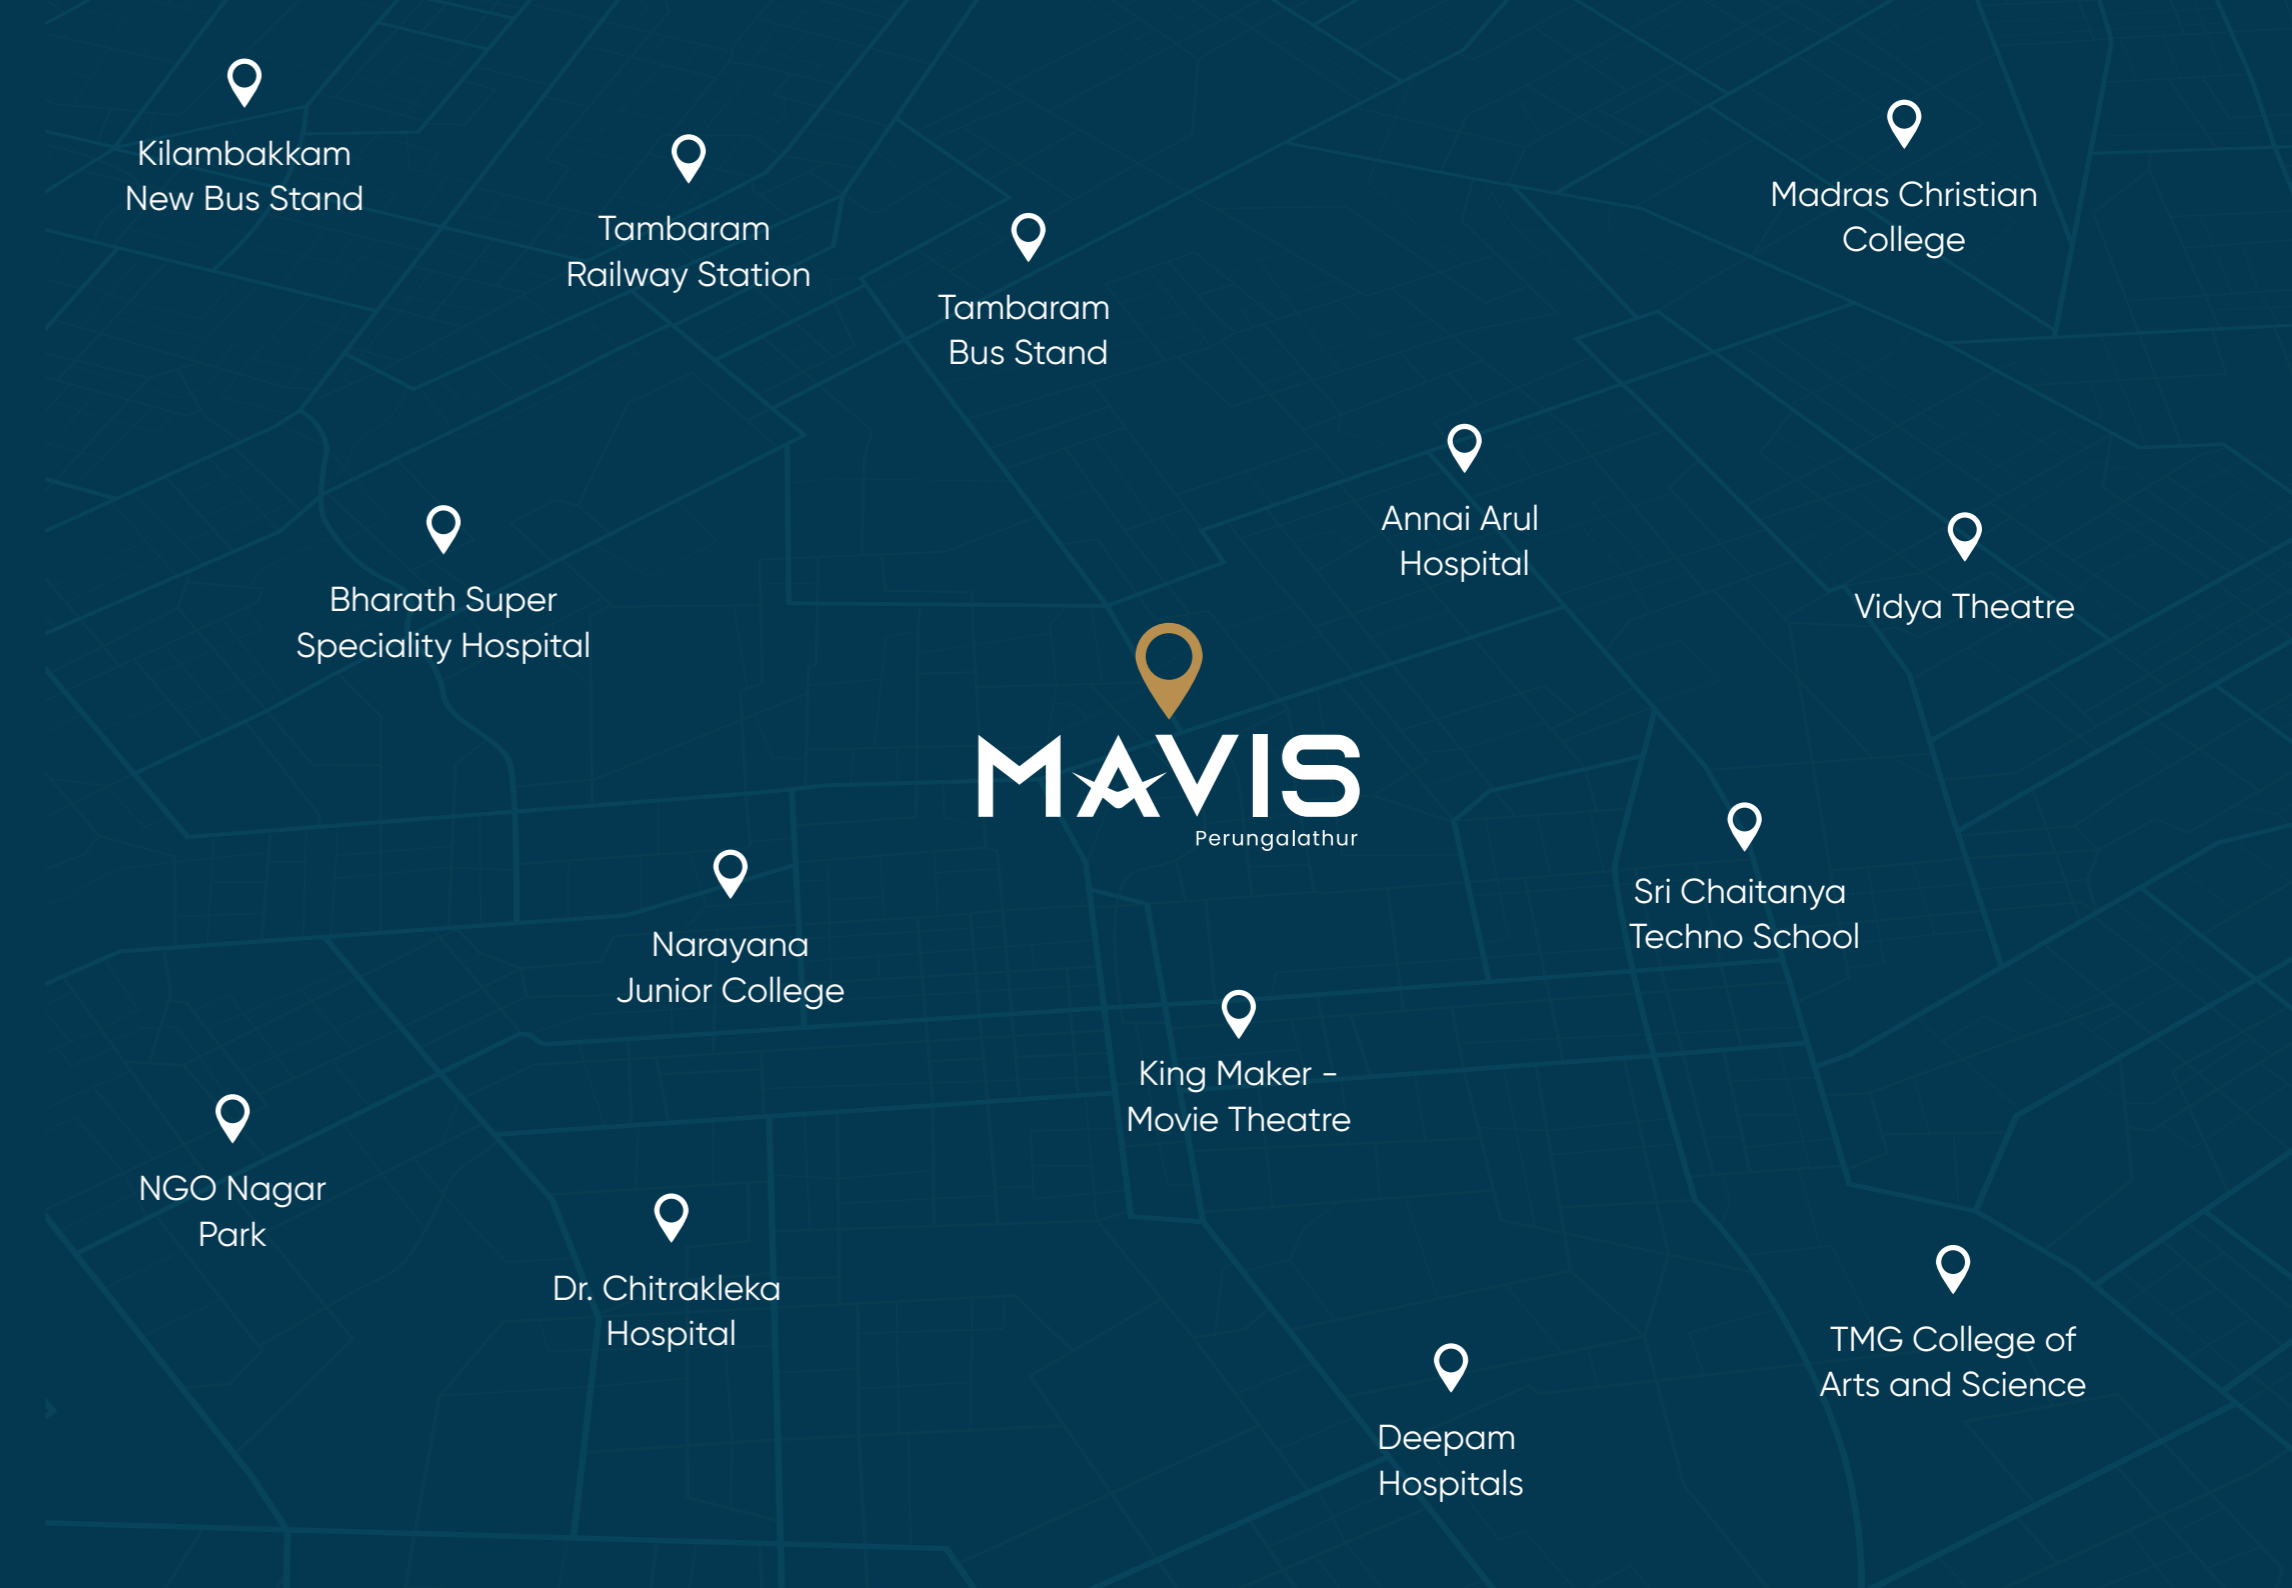 Kilambakkam
New Bus Stand
Tambaram
Railway Station
Tambaram
Bus Stand
Madras Christian
College
Annai Arul
Hospital
Bharath Super
Speciality Hospital
Vidya Theatre
MAVIS
Perungalathur
Sri Chaitanya
Techno School
Narayana
Junior College
King Maker -
Movie Theatre
NGO Nagar
Park
Dr. Chitrakleka
Hospital
TMG College of
Arts and Science
Deepam
Hospitals